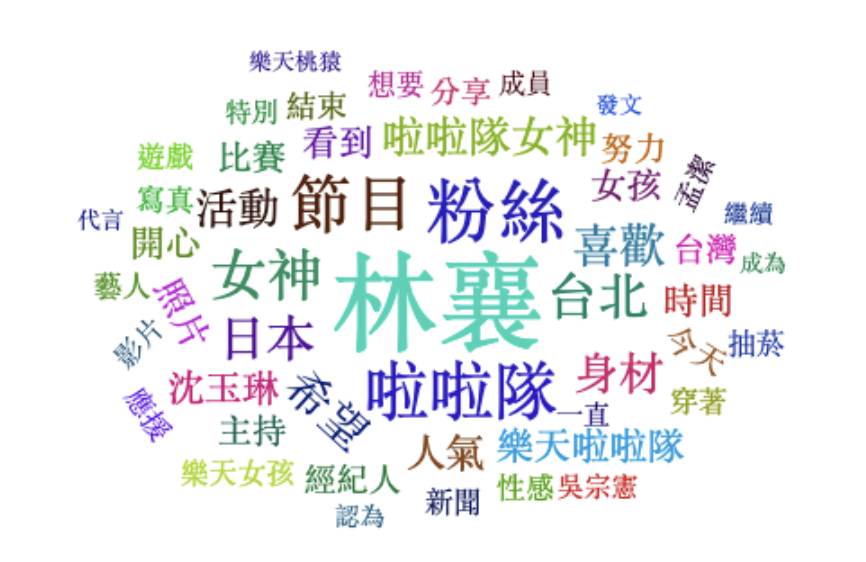 樂天桃猿
想要 分享 成員
特別 結束 發文
看到 啦啦隊女神 努力
遊戲 比賽
孟潔
寫真 活動 節目 粉絲 女孩
代言 繼續
開心 喜歡 台灣
女神 林襄 成為
藝人 照片 台北 時間
影片 日本 今天 抽菸
沈玉琳 希望 啦啦隊 身材
應援 一直 穿著
主持 人氣 樂天啦啦隊
樂天女孩 經紀人
新聞 性感 吳宗憲
認為